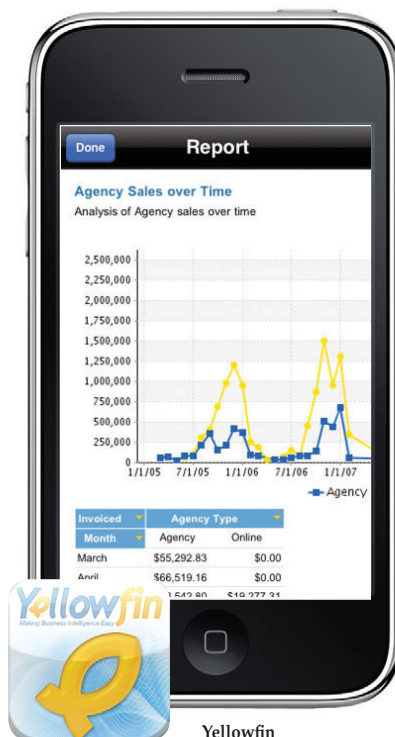 Done Report
Agency Sales over Time
Analysis of Agency sales over time
2,500,000
2,250,000
2,000,000
1,750,000
1,500,000
1,250,000
1,000,000
750,000
500,000
250,000
0
1/1/05 7/1/05 1/1/06 7/1/06 1/1/07
Agency
Invoiced Agency Type
Month Agency Online
March $55,292.83 $0.00
April $66,519.16 $0.00
,542.80 $19,277.31
Yellowfin
Making Business Intelligence Easy
Yellowfin